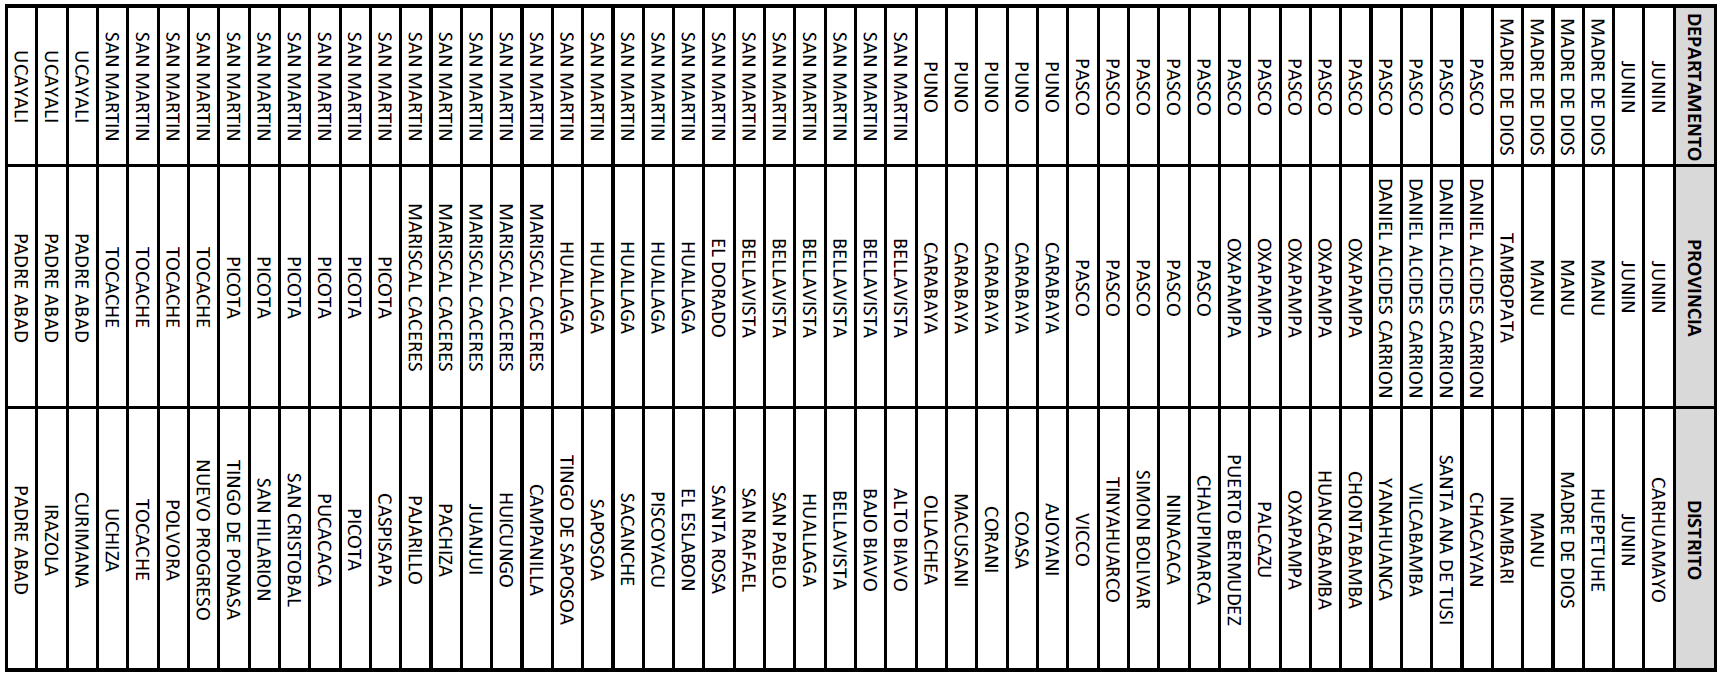 DEPARTAMENTO PROVINCIA DISTRITO
JUNIN JUNIN CARHUAMAYO
JUNIN JUNIN JUNIN
MADRE DE DIOS MANU HUEPETUHE
MADRE DE DIOS MANU MADRE DE DIOS
MADRE DE DIOS MANU MANU
MADRE DE DIOS TAMBOPATA INAMBARI
PASCO DANIEL ALCIDES CARRION CHACAYAN
PASCO DANIEL ALCIDES CARRION SANTA ANA DE TUSI
PASCO DANIEL ALCIDES CARRION VILCABAMBA
PASCO DANIEL ALCIDES CARRION YANAHUANCA
PASCO OXAPAMPA CHONTABAMBA
PASCO OXAPAMPA HUANCABAMBA
PASCO OXAPAMPA OXAPAMPA
PASCO OXAPAMPA PALCAZU
PASCO OXAPAMPA PUERTO BERMUDEZ
PASCO PASCO CHAUPIMARCA
PASCO PASCO NINACACA
PASCO PASCO SIMON BOLIVAR
PASCO PASCO TINYAHUARCO
PASCO PASCO VICCO
PUNO CARABAYA AJOYANI
PUNO CARABAYA COASA
PUNO CARABAYA CORANI
PUNO CARABAYA MACUSANI
PUNO CARABAYA OLLACHEA
SAN MARTIN BELLAVISTA ALTO BIAVO
SAN MARTIN BELLAVISTA BAJO BIAVO
SAN MARTIN BELLAVISTA BELLAVISTA
SAN MARTIN BELLAVISTA HUALLAGA
SAN MARTIN BELLAVISTA SAN PABLO
SAN MARTIN BELLAVISTA SAN RAFAEL
SAN MARTIN EL DORADO SANTA ROSA
SAN MARTIN HUALLAGA EL ESLABON
SAN MARTIN HUALLAGA PISCOYACU
SAN MARTIN HUALLAGA SACANCHE
SAN MARTIN HUALLAGA SAPOSOA
SAN MARTIN HUALLAGA TINGO DE SAPOSOA
SAN MARTIN MARISCAL CACERES CAMPANILLA
SAN MARTIN MARISCAL CACERES HUICUNGO
SAN MARTIN MARISCAL CACERES JUANJUI
SAN MARTIN MARISCAL CACERES PACHIZA
SAN MARTIN MARISCAL CACERES PAJARILLO
SAN MARTIN PICOTA CASPISAPA
SAN MARTIN PICOTA PICOTA
SAN MARTIN PICOTA PUCACACA
SAN MARTIN PICOTA SAN CRISTOBAL
SAN MARTIN PICOTA SAN HILARION
SAN MARTIN PICOTA TINGO DE PONASA
SAN MARTIN TOCACHE NUEVO PROGRESO
SAN MARTIN TOCACHE POLVORA
SAN MARTIN TOCACHE TOCACHE
SAN MARTIN TOCACHE UCHIZA
UCAYALI PADRE ABAD CURIMANA
UCAYALI PADRE ABAD IRAZOLA
UCAYALI PADRE ABAD PADRE ABAD